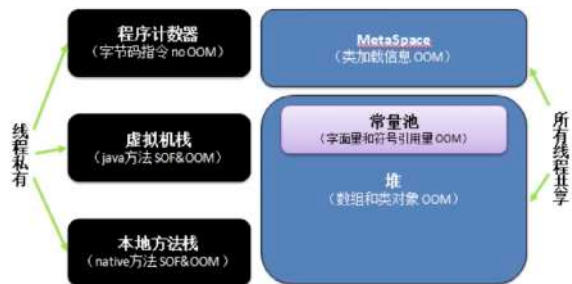 程序计数器
（字节码指令 no OOM）
MetaSpace
（类加载信息 OOM）
线程私有
虚拟机栈
（java方法 SOF&OOM）
常量池
（字面量和符号引用量 OOM）
堆
（数组和类对象 OOM）
所有线程共享
本地方法栈
（native方法 SOF&OOM）